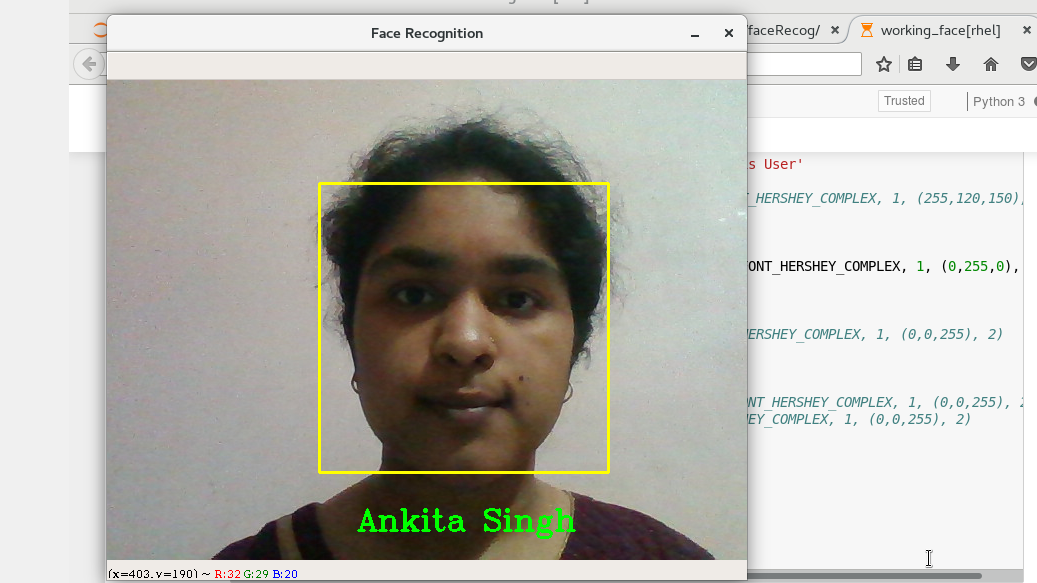 Face Recognition
faceRecog/
working_face[rhel]
Trusted
Python 3
s User'
_HERSHEY_COMPLEX, 1, (255,120,150),
ONT_HERSHEY_COMPLEX, 1, (0,255,0),
ERSHEY_COMPLEX, 1, (0,0,255), 2)
NT_HERSHEY_COMPLEX, 1, (0,0,255), 2
EY_COMPLEX, 1, (0,0,255), 2)
Ankita Singh
(x=403, y=190) ~ R:32 G:29 B:20